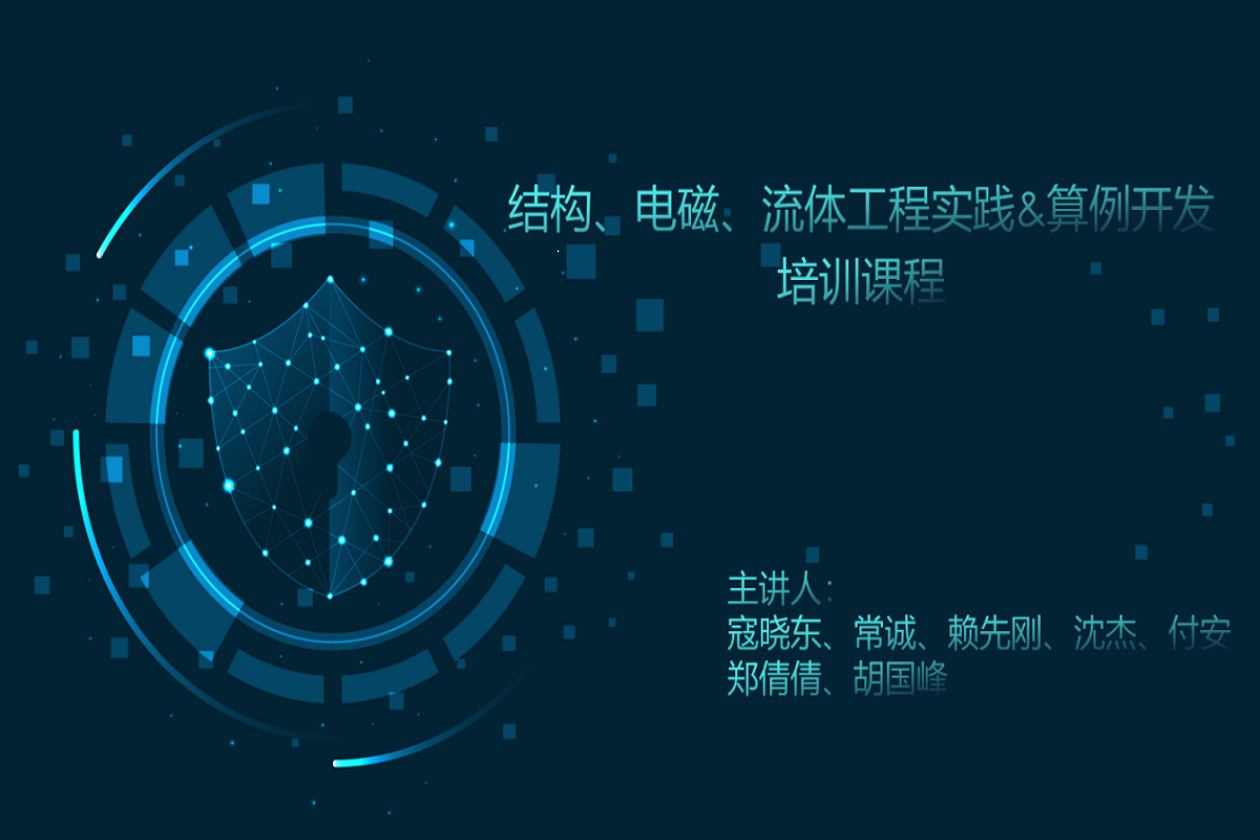 结构、电磁、流体工程实践&算例开发
培训课程
主讲人：
寇晓东、常诚、赖先刚、沈杰、付安
郑倩倩、胡国峰